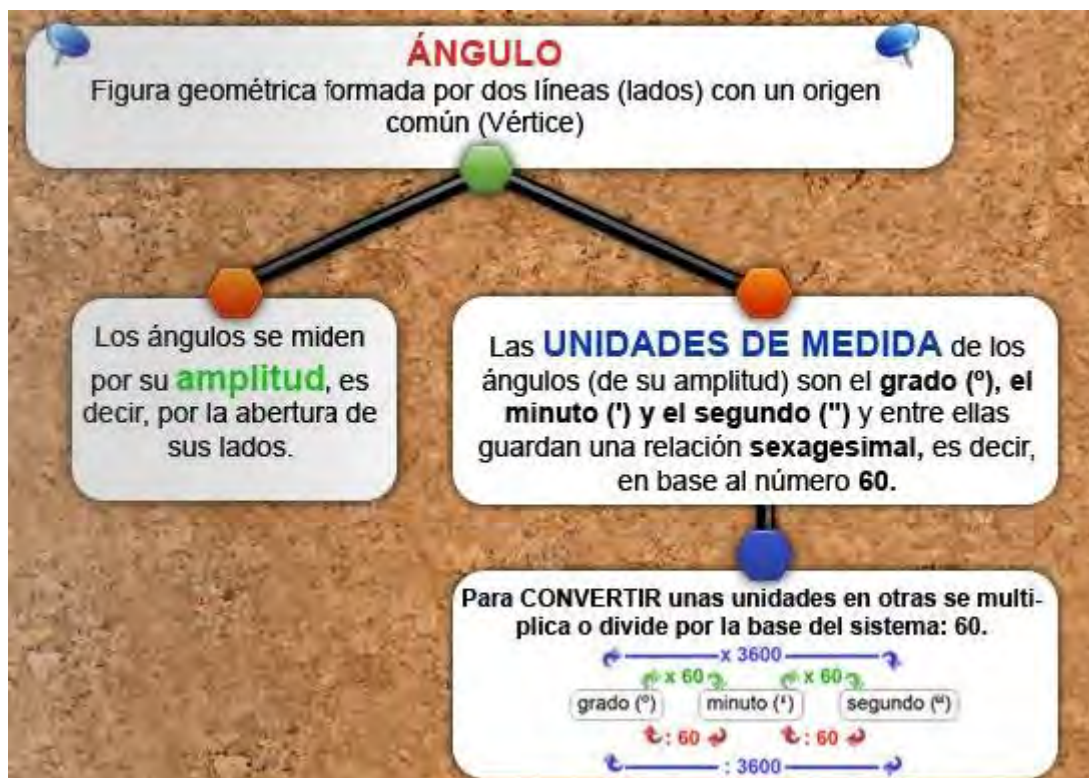 ÁNGULO
Figura geométrica formada por dos líneas (lados) con un origen
común (Vértice)
Los ángulos se miden
por su amplitud, es
decir, por la abertura de
sus lados.
Las UNIDADES DE MEDIDA de los
ángulos (de su amplitud) son el grado (º), el
minuto (') y el segundo (") y entre ellas
guardan una relación sexagesimal, es decir,
en base al número 60.
Para CONVERTIR unas unidades en otras se multi-
plica o divide por la base del sistema: 60.
x 3600
x 60 x 60
grado (º) minuto (‘) segundo (“)
: 60 : 60
: 3600